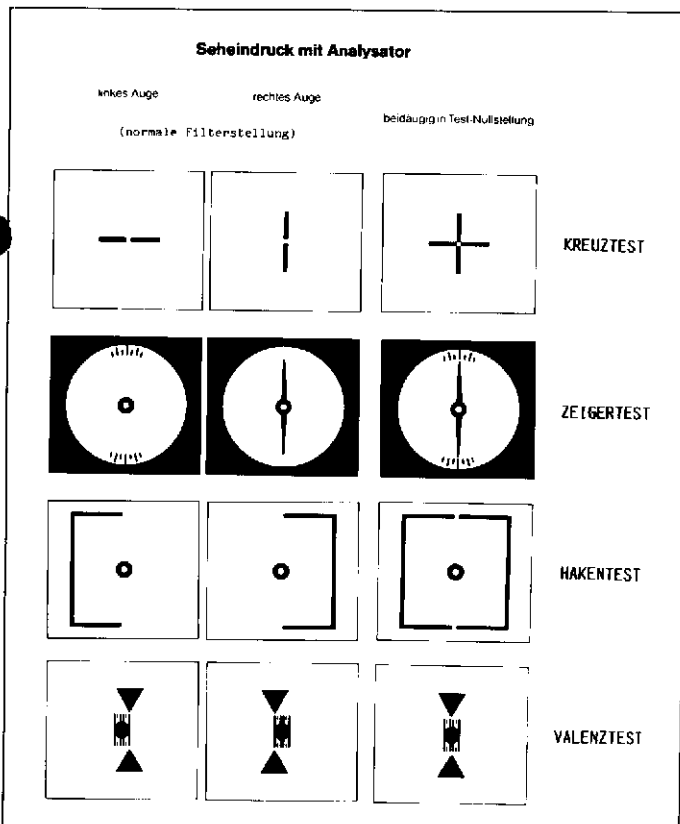 Seheindruck mit Analysator
linkes Auge
rechtes Auge
beidäugig in Test-Nullstellung
(normale Filterstellung)
KREUZTEST
ZEIGERTEST
HAKENTEST
VALENZTEST